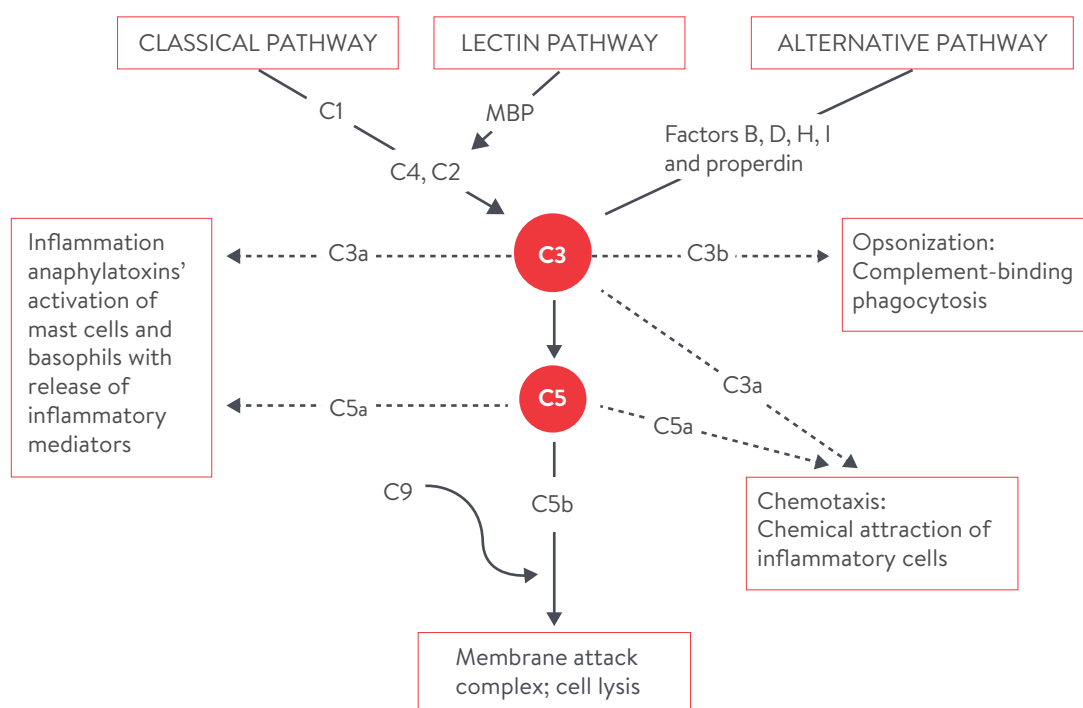 CLASSICAL PATHWAY
LECTIN PATHWAY
ALTERNATIVE PATHWAY
C1
MBP
Factors B, D, H, I
and properdin
C4, C2
Inflammation
anaphylatoxins’
activation of
mast cells and
basophils with
release of
inflammatory
mediators
C3a
C3
C3b
Opsonization:
Complement-binding
phagocytosis
C3a
C5a
C5
C5a
C9
C5b
Chemotaxis:
Chemical attraction of
inflammatory cells
Membrane attack
complex; cell lysis